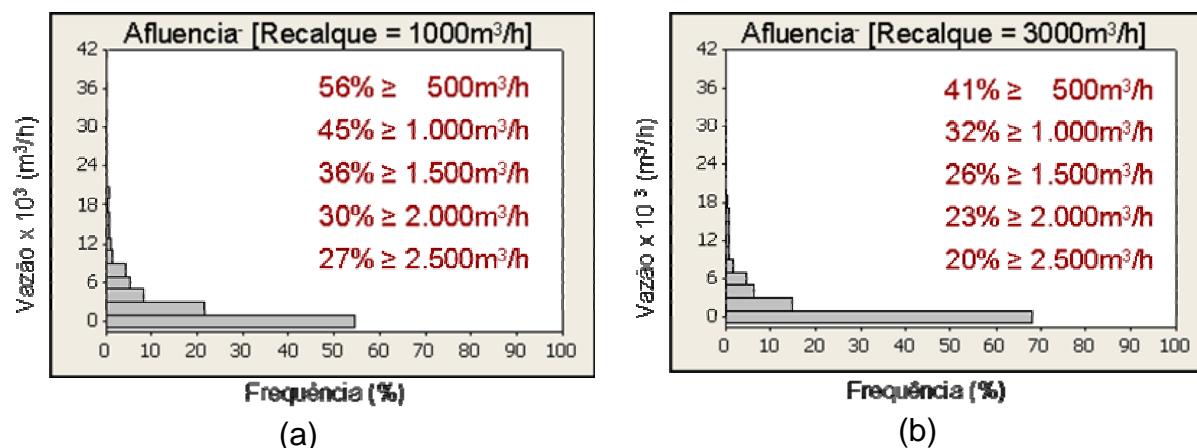 Afluencia- [Recalque = 1000m³/h]
56% ≥ 500m³/h
45% ≥ 1.000m³/h
36% ≥ 1.500m³/h
30% ≥ 2.000m³/h
27% ≥ 2.500m³/h
Vazão x 10³ (m³/h)
42
36
30
24
18
12
6
0
0 10 20 30 40 50 60 70 80 90 100
Frequência (%)
(a)
Afluencia- [Recalque = 3000m³/h]
41% ≥ 500m³/h
32% ≥ 1.000m³/h
26% ≥ 1.500m³/h
23% ≥ 2.000m³/h
20% ≥ 2.500m³/h
Vazão x 10³ (m³/h)
42
36
30
24
18
12
6
0
0 10 20 30 40 50 60 70 80 90 100
Frequência (%)
(b)